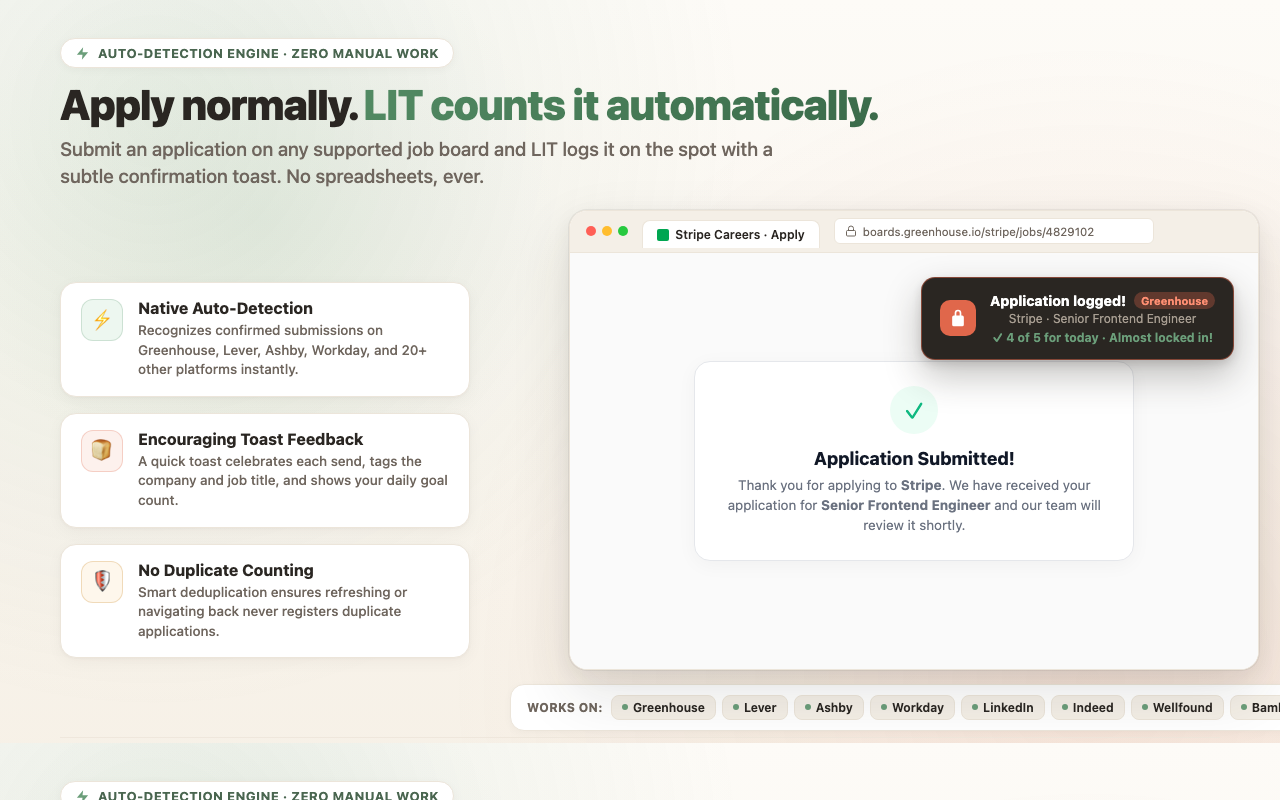 AUTO-DETECTION ENGINE · ZERO MANUAL WORK
Apply normally. LIT counts it automatically.
Submit an application on any supported job board and LIT logs it on the spot with a
subtle confirmation toast. No spreadsheets, ever.
Native Auto-Detection
Recognizes confirmed submissions on
Greenhouse, Lever, Ashby, Workday, and 20+
other platforms instantly.
Encouraging Toast Feedback
A quick toast celebrates each send, tags the
company and job title, and shows your daily goal
count.
No Duplicate Counting
Smart deduplication ensures refreshing or
navigating back never registers duplicate
applications.
Stripe Careers · Apply
boards.greenhouse.io/stripe/jobs/4829102
Application logged! Greenhouse
Stripe · Senior Frontend Engineer
✓ 4 of 5 for today · Almost locked in!
Application Submitted!
Thank you for applying to Stripe. We have received your
application for Senior Frontend Engineer and our team will
review it shortly.
WORKS ON: Greenhouse Lever Ashby Workday LinkedIn Indeed Wellfound
AUTO-DETECTION ENGINE · ZERO MANUAL WORK